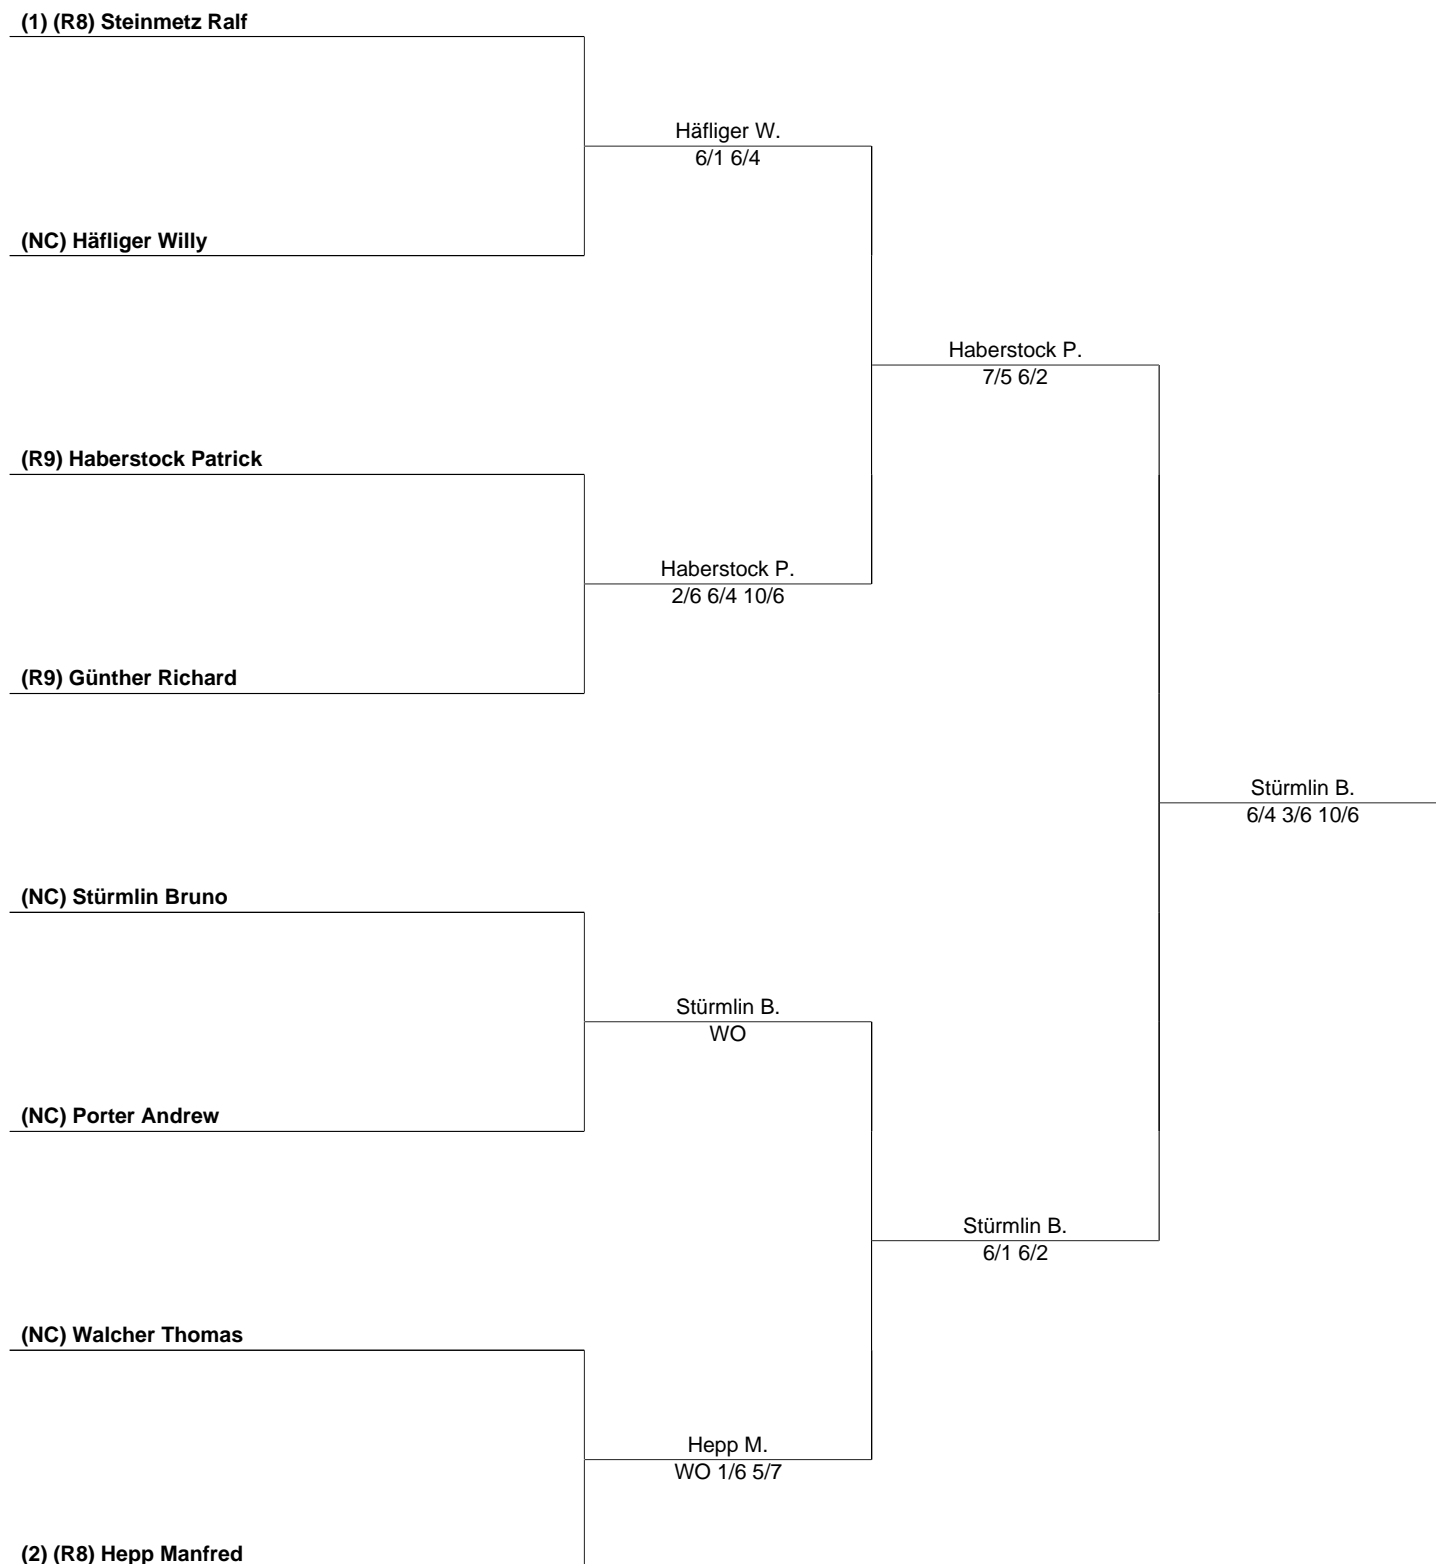 (1) (R8) Steinmetz Ralf
Häfliger W.
6/1 6/4
(NC) Häfliger Willy
Haberstock P.
7/5 6/2
(R9) Haberstock Patrick
Haberstock P.
2/6 6/4 10/6
(R9) Günther Richard
Stürmlin B.
6/4 3/6 10/6
(NC) Stürmlin Bruno
Stürmlin B.
WO
(NC) Porter Andrew
Stürmlin B.
6/1 6/2
(NC) Walcher Thomas
Hepp M.
WO 1/6 5/7
(2) (R8) Hepp Manfred